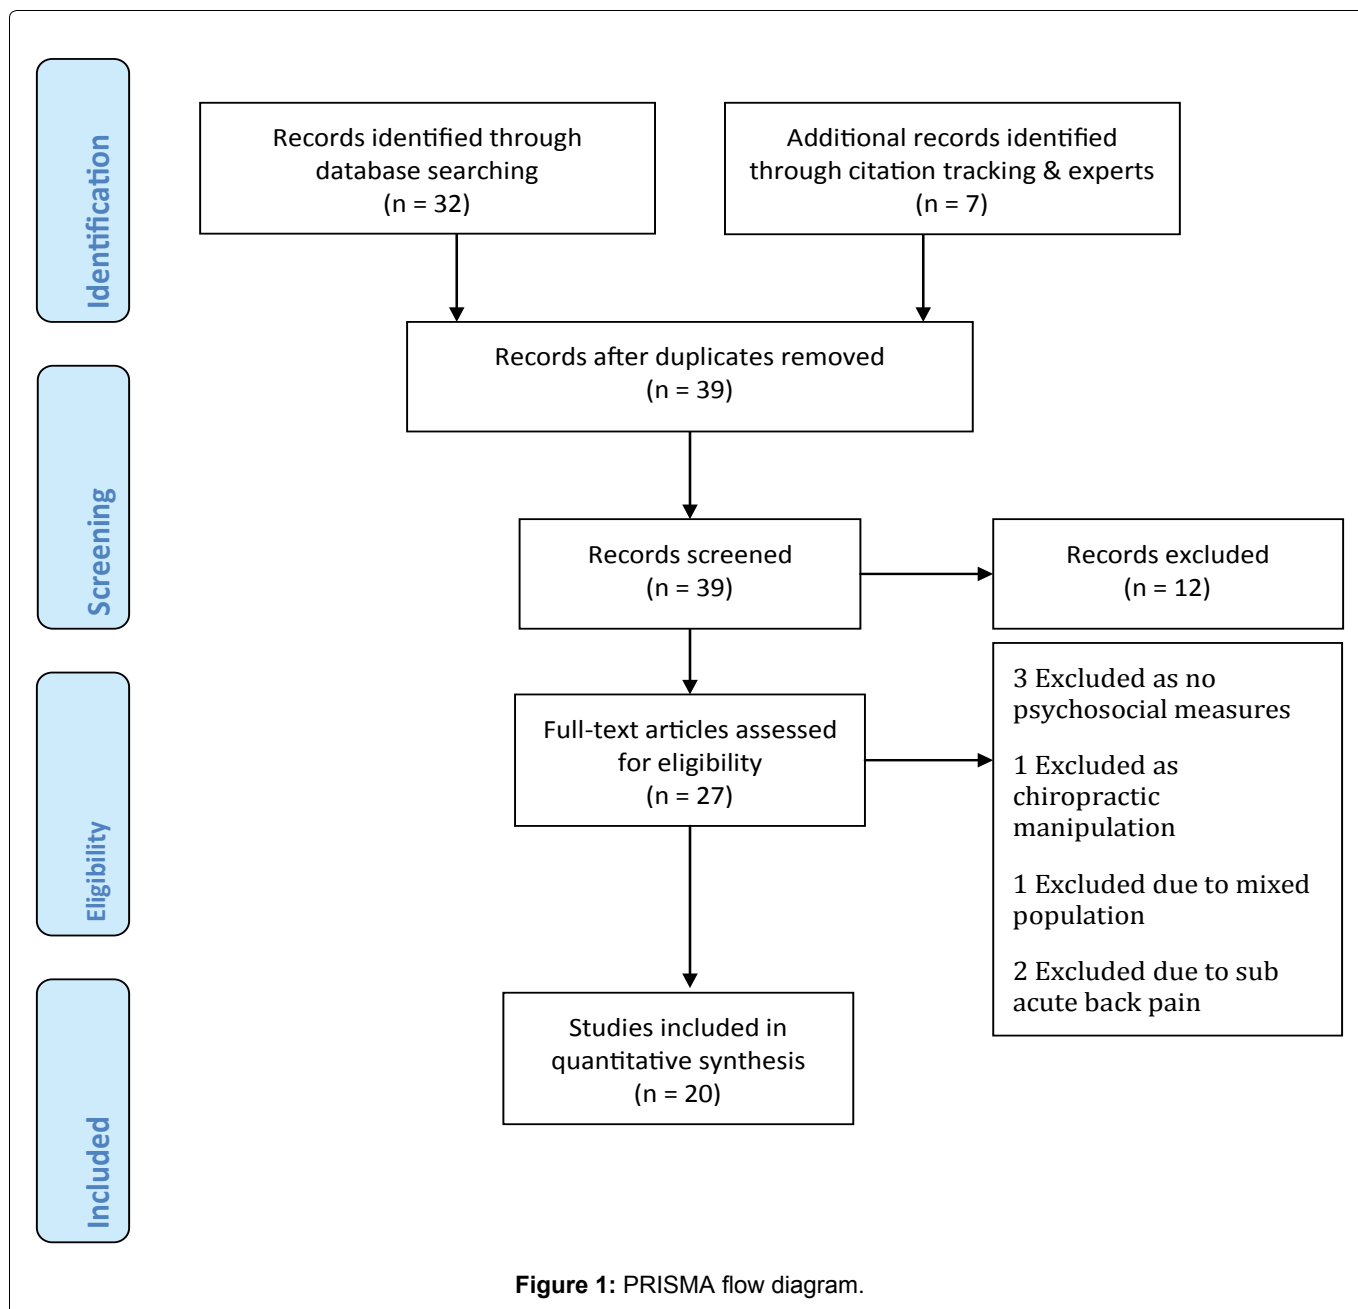 Identification
Records identified through
database searching
(n = 32)
Additional records identified
through citation tracking & experts
(n = 7)
Records after duplicates removed
(n = 39)
Screening
Records screened
(n = 39)
Records excluded
(n = 12)
Eligibility
Full-text articles assessed
for eligibility
(n = 27)
3 Excluded as no
psychosocial measures
1 Excluded as
chiropractic
manipulation
1 Excluded due to mixed
population
2 Excluded due to sub
acute back pain
Included
Studies included in
quantitative synthesis
(n = 20)
Figure 1: PRISMA flow diagram.